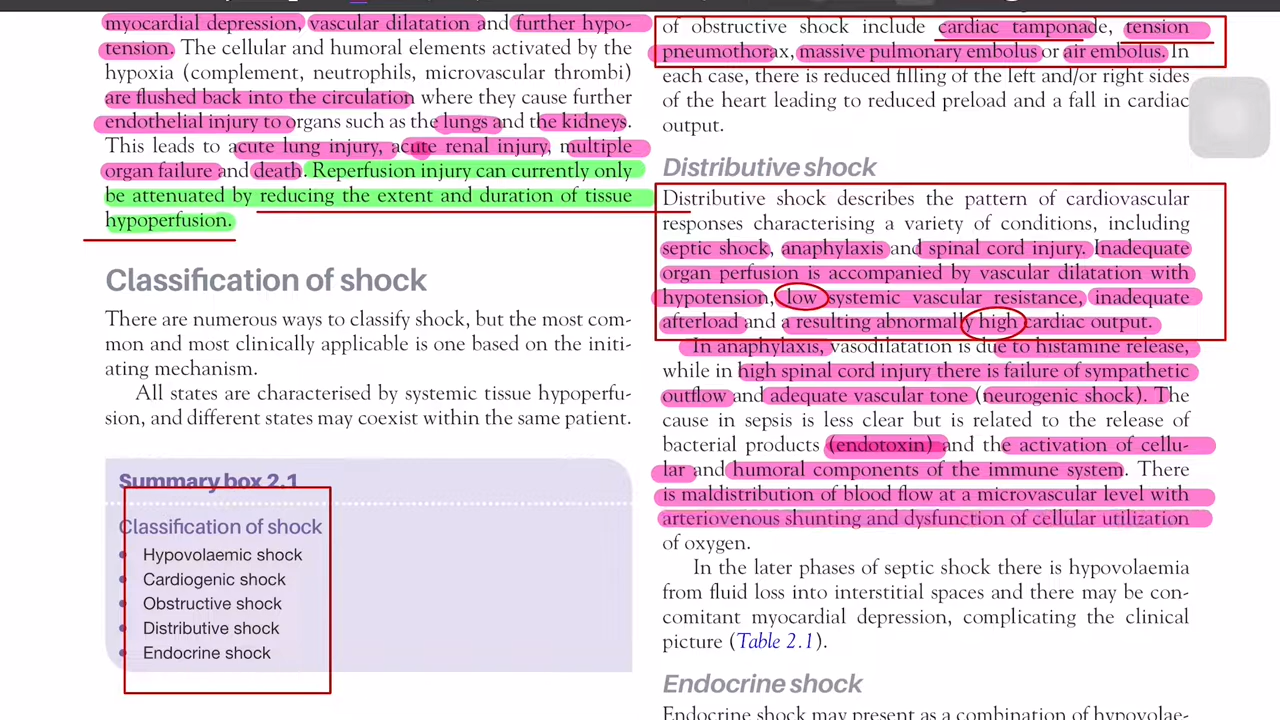 myocardial depression, vascular dilatation and further hypo-
tension. The cellular and humoral elements activated by the
hypoxia (complement, neutrophils, microvascular thrombi)
are flushed back into the circulation where they cause further
endothelial injury to organs such as the lungs and the kidneys.
This leads to acute lung injury, acute renal injury, multiple
organ failure and death. Reperfusion injury can currently only
be attenuated by reducing the extent and duration of tissue
hypoperfusion.
Classification of shock
There are numerous ways to classify shock, but the most com-
mon and most clinically applicable is one based on the initi-
ating mechanism.
All states are characterised by systemic tissue hypoperfu-
sion, and different states may coexist within the same patient.
Summary box 2.1
Classification of shock
• Hypovolaemic shock
• Cardiogenic shock
• Obstructive shock
• Distributive shock
• Endocrine shock
of obstructive shock include cardiac tamponade, tension
pneumothorax, massive pulmonary embolus or air embolus. In
each case, there is reduced filling of the left and/or right sides
of the heart leading to reduced preload and a fall in cardiac
output.
Distributive shock
Distributive shock describes the pattern of cardiovascular
responses characterising a variety of conditions, including
septic shock, anaphylaxis and spinal cord injury. Inadequate
organ perfusion is accompanied by vascular dilatation with
hypotension, low systemic vascular resistance, inadequate
afterload and a resulting abnormally high cardiac output.
In anaphylaxis, vasodilatation is due to histamine release,
while in high spinal cord injury there is failure of sympathetic
outflow and adequate vascular tone (neurogenic shock). The
cause in sepsis is less clear but is related to the release of
bacterial products (endotoxin) and the activation of cellu-
lar and humoral components of the immune system. There
is maldistribution of blood flow at a microvascular level with
arteriovenous shunting and dysfunction of cellular utilization
of oxygen.
In the later phases of septic shock there is hypovolaemia
from fluid loss into interstitial spaces and there may be con-
comitant myocardial depression, complicating the clinical
picture (Table 2.1).
Endocrine shock
Endocrine shock may present as a combination of hypovolae-